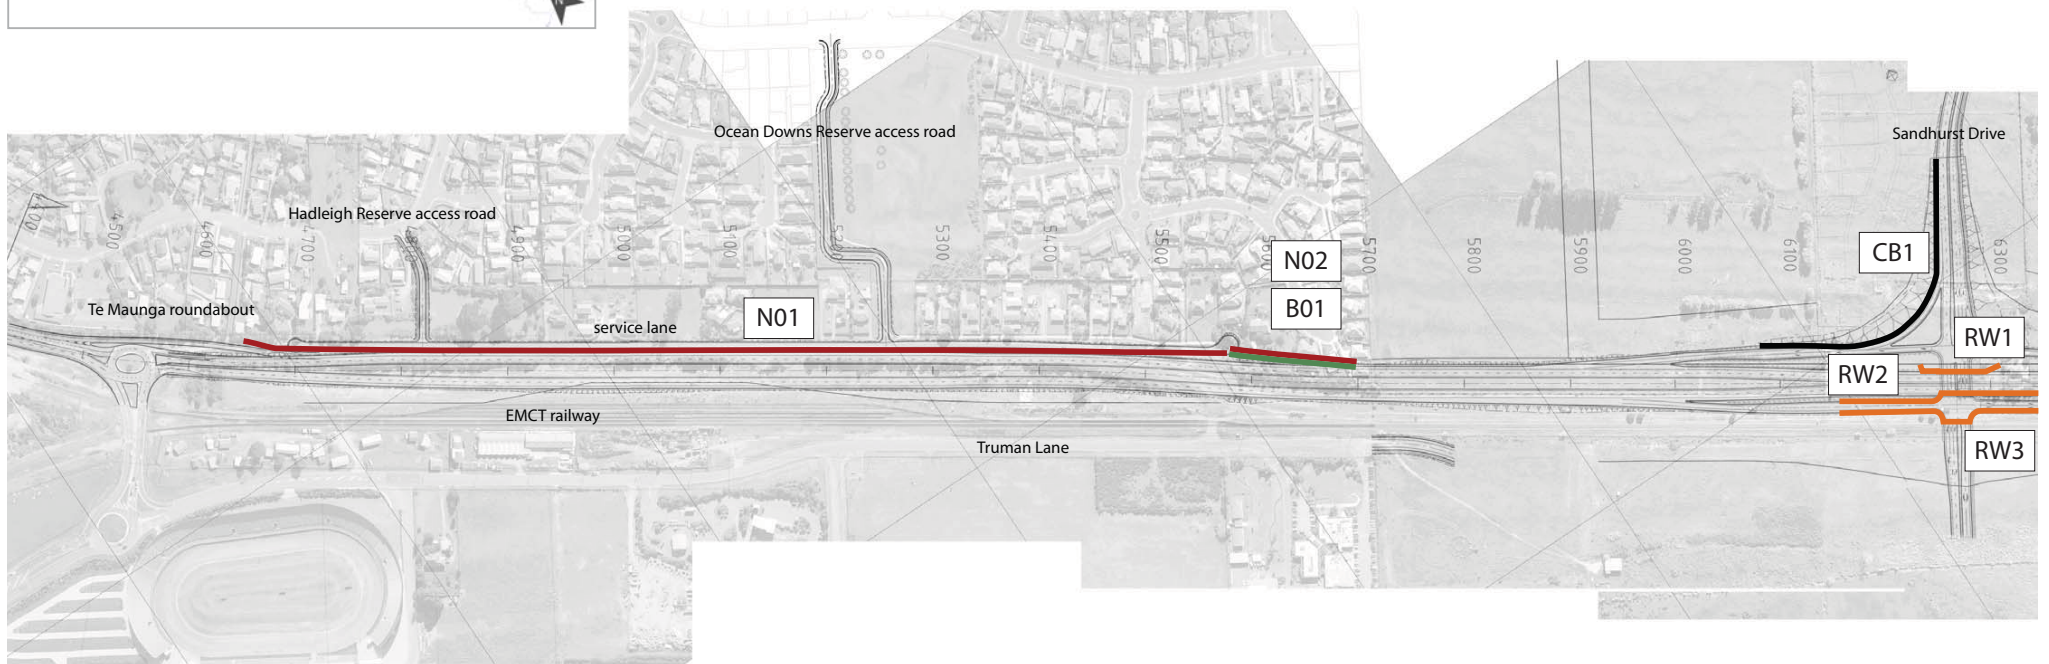 N
Sandhurst Drive
Ocean Downs Reserve access road
Hadleigh Reserve access road
4500
4600
4700
4900
5000
5100
5300
5400
5500
5700
5800
5900
6000
6100
6300
N02
CB1
B01
Te Maunga roundabout
N01
service lane
RW1
RW2
EMCT railway
Truman Lane
RW3